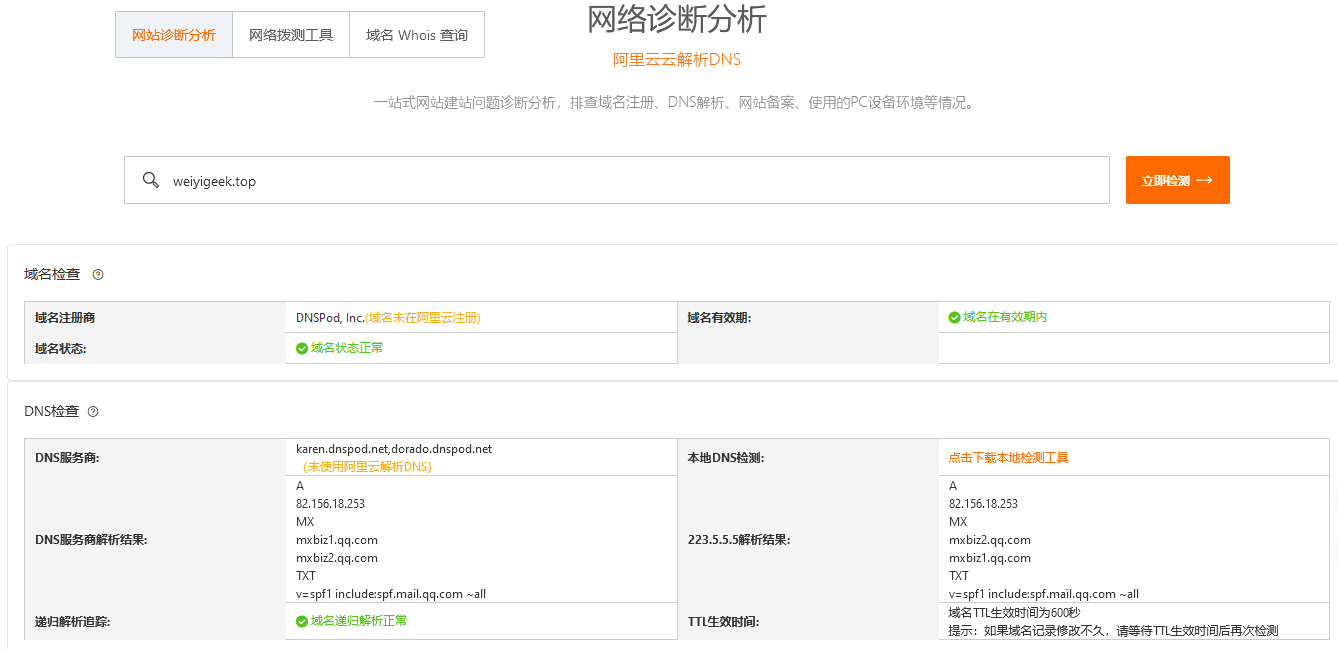 网站诊断分析
网络拨测工具
域名 Whois 查询
网络诊断分析
阿里云云解析DNS
一站式网站建站问题诊断分析，排查域名注册、DNS解析、网站备案、使用的PC设备环境等情况。
weiyigeek.top
立即检测
域名检查
域名注册商
DNSPod, Inc.(域名未在阿里云注册)
域名有效期:
域名在有效期内
域名状态:
域名状态正常
DNS检查
DNS服务商:
karen.dnspod.net,dorado.dnspod.net
（未使用阿里云解析DNS）
本地DNS检测:
点击下载本地检测工具
DNS服务商解析结果:
A
82.156.18.253
MX
mxbiz1.qq.com
mxbiz2.qq.com
TXT
v=spf1 include:spf.mail.qq.com ~all
223.5.5.5解析结果:
A
82.156.18.253
MX
mxbiz2.qq.com
mxbiz1.qq.com
TXT
v=spf1 include:spf.mail.qq.com ~all
递归解析追踪:
域名递归解析正常
TTL生效时间:
域名TTL生效时间为600秒
提示：如果域名记录修改不久，请等待TTL生效时间后再次检测